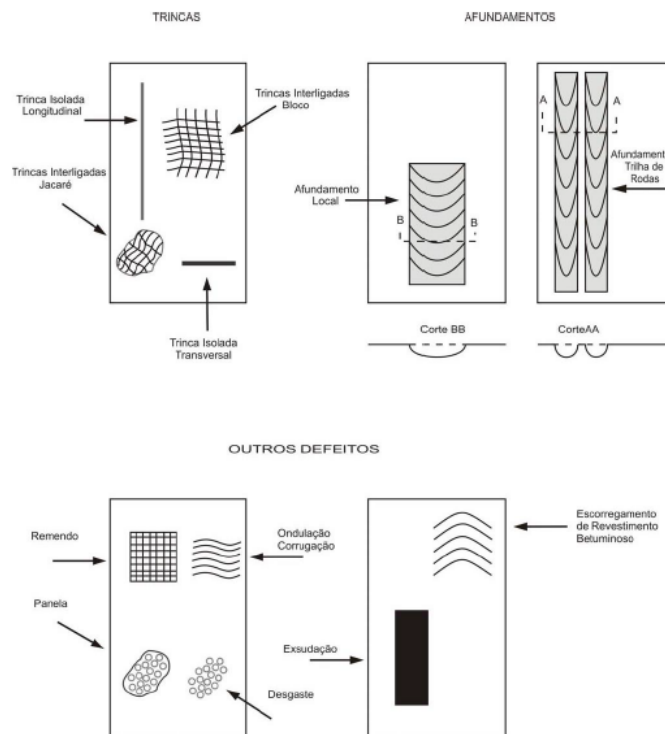 TRINCAS
AFUNDAMENTOS
Trinca Isolada
Longitudinal
Trincas Interligadas
Bloco
Trincas Interligadas
Jacaré
Trinca Isolada
Transversal
Afundamento
Local
B
B
A
A
Afundament
Trilha de
Rodas
Corte BB
CorteAA
OUTROS DEFEITOS
Remendo
Ondulação
Corrugação
Panela
Desgaste
Escorregamento
de Revestimento
Betuminoso
Exsudação